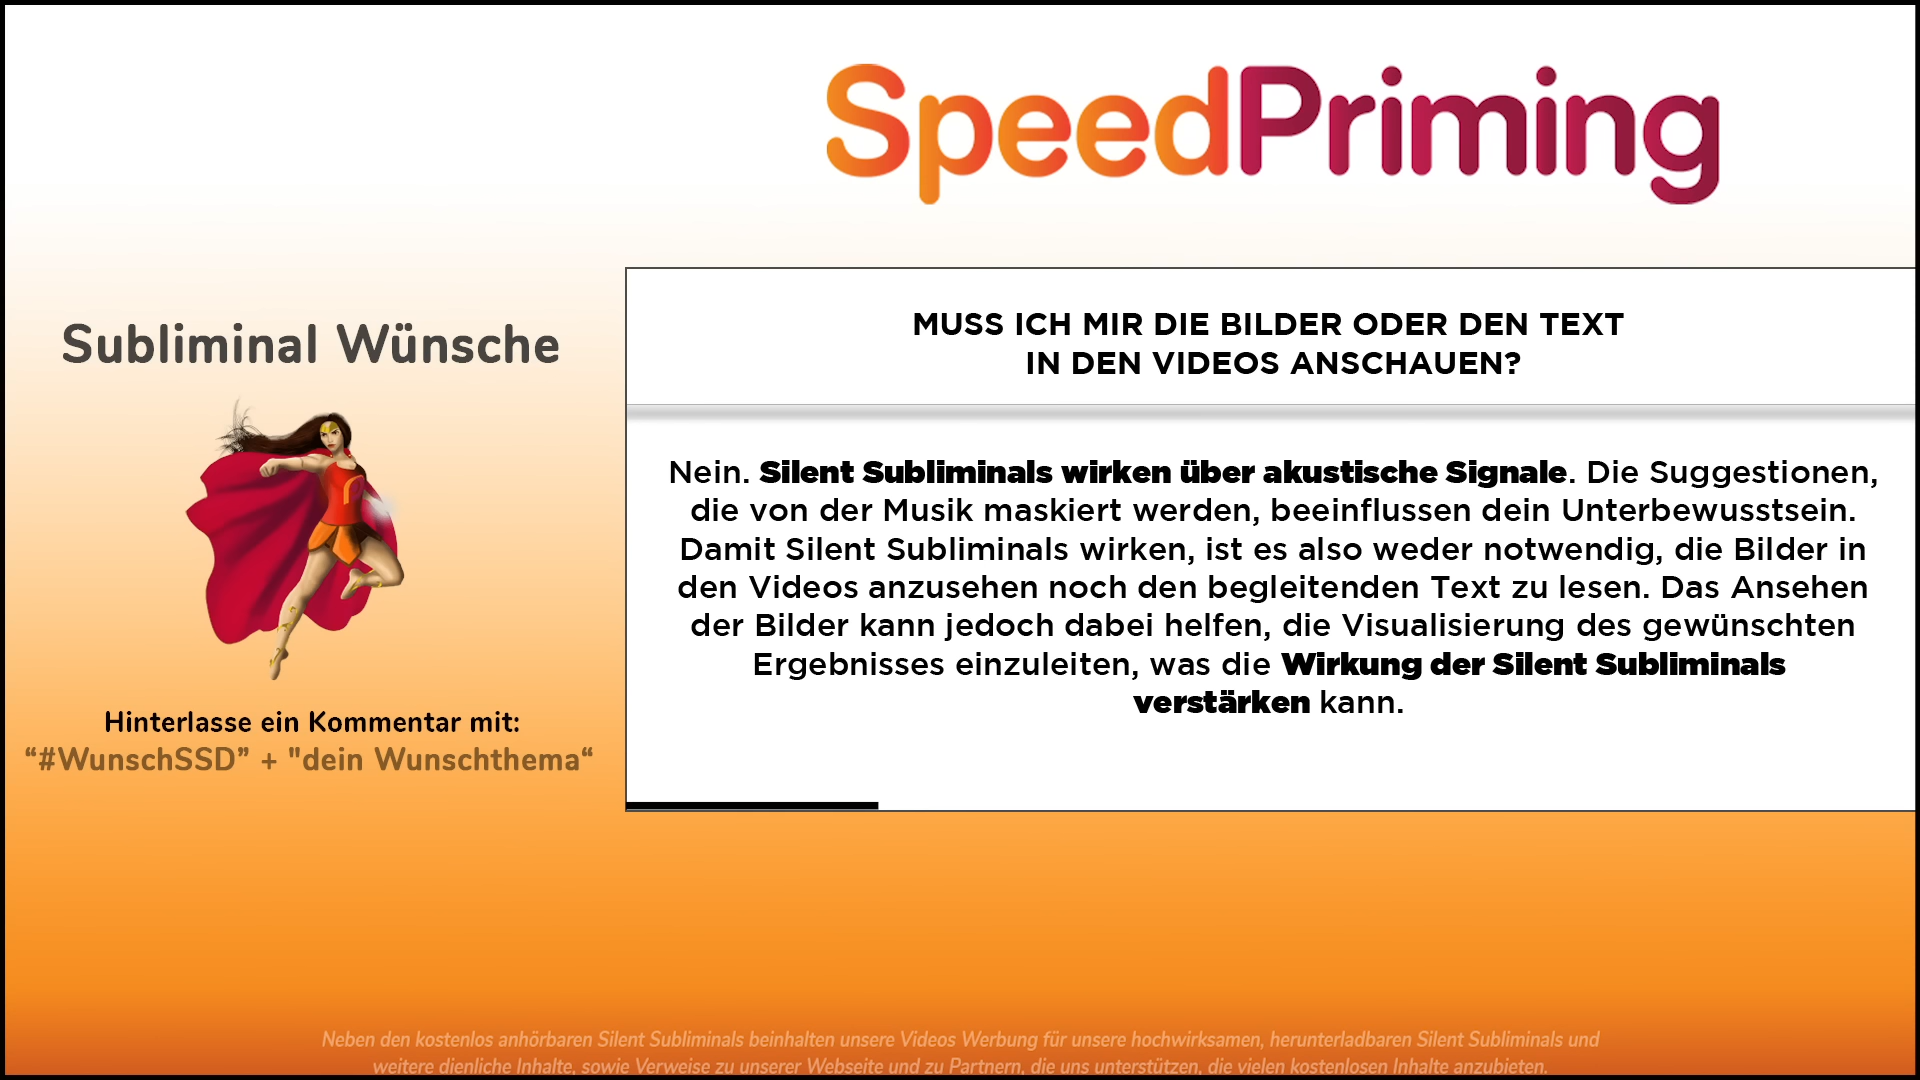 SpeedPriming
Subliminal Wünsche
Hinterlasse ein Kommentar mit:
“#WunschSSD” + "dein Wunschthema“
MUSS ICH MIR DIE BILDER ODER DEN TEXT
IN DEN VIDEOS ANSCHAUEN?
Nein. Silent Subliminals wirken über akustische Signale. Die Suggestionen,
die von der Musik maskiert werden, beeinflussen dein Unterbewusstsein.
Damit Silent Subliminals wirken, ist es also weder notwendig, die Bilder in
den Videos anzusehen noch den begleitenden Text zu lesen. Das Ansehen
der Bilder kann jedoch dabei helfen, die Visualisierung des gewünschten
Ergebnisses einzuleiten, was die Wirkung der Silent Subliminals
verstärken kann.
Neben den kostenlos anhörbaren Silent Subliminals beinhalten unsere Videos Werbung für unsere hochwirksamen, herunterladbaren Silent Subliminals und
weitere dienliche Inhalte, sowie Verweise zu unserer Webseite und zu Partnern, die uns unterstützen, die vielen kostenlosen Inhalte anzubieten.